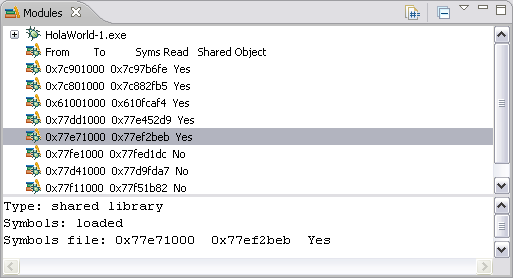 Modules
HolaWorld-1.exe
From To Syms Read Shared Object
0x7c901000 0x7c97b6fe Yes
0x7c801000 0x7c882fb5 Yes
0x61001000 0x610fcaf4 Yes
0x77dd1000 0x77e452d9 Yes
0x77e71000 0x77ef2beb Yes
0x77fe1000 0x77fed1dc No
0x77d41000 0x77d9fda7 No
0x77f11000 0x77f51b82 No
Type: shared library
Symbols: loaded
Symbols file: 0x77e71000 0x77ef2beb Yes